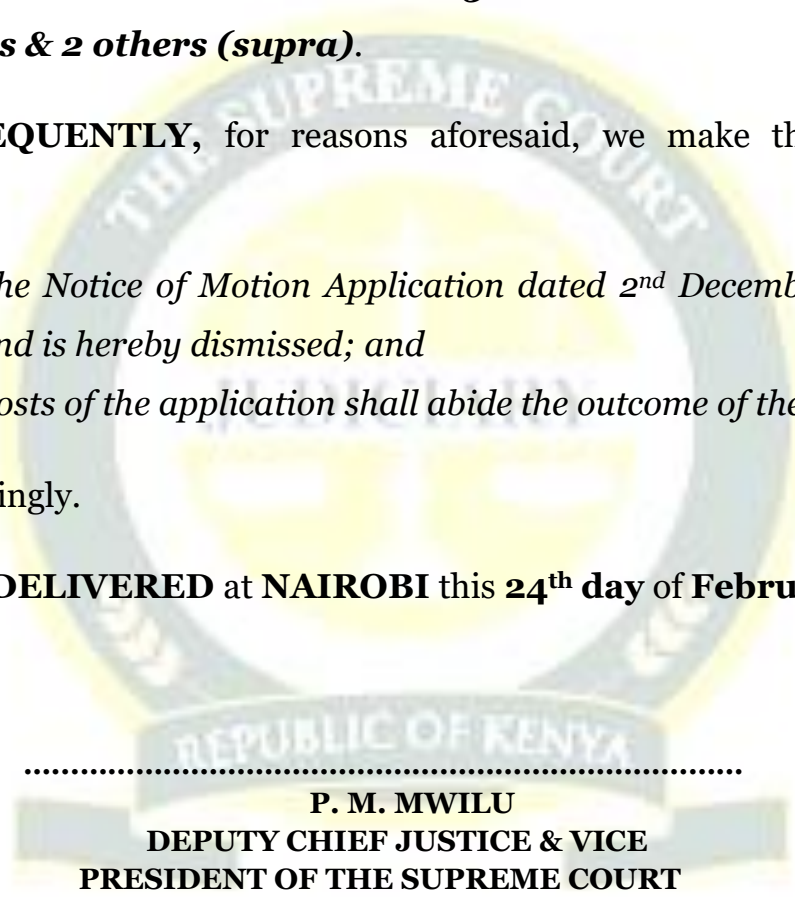 s & 2 others (supra).
EQUENTLY, for reasons aforesaid, we make th
he Notice of Motion Application dated 2nd Decemb
nd is hereby dismissed; and
osts of the application shall abide the outcome of the
ingly.
DELIVERED at NAIROBI this 24th day of Febru
THE SUPREME COURT
JUDICIARY
REPUBLIC OF KENYA
........................................................................
P. M. MWILU
DEPUTY CHIEF JUSTICE & VICE
PRESIDENT OF THE SUPREME COURT